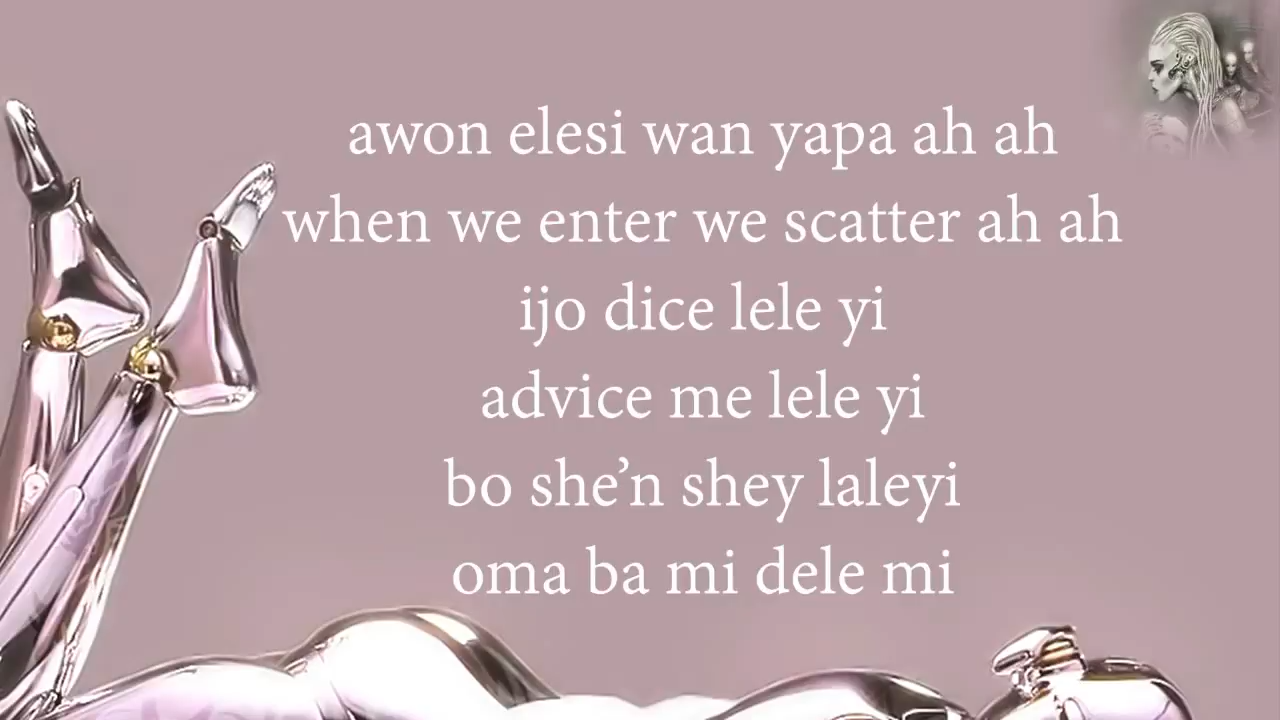 awon elesi wan yapa ah ah
when we enter we scatter ah ah
ijo dice lele yi
advice me lele yi
bo she’n shey laleyi
oma ba mi dele mi